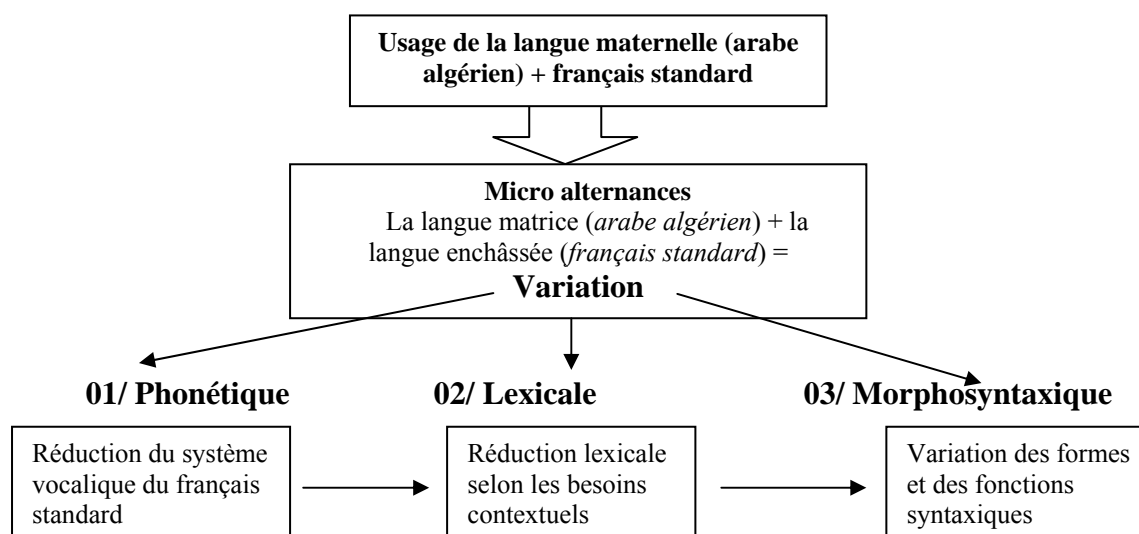 Usage de la langue maternelle (arabe
algérien) + français standard
Micro alternances
La langue matrice (arabe algérien) + la
langue enchâssée (français standard) =
Variation
01/ Phonétique
02/ Lexicale
03/ Morphosyntaxique
Réduction du système
vocalique du français
standard
Réduction lexicale
selon les besoins
contextuels
Variation des formes
et des fonctions
syntaxiques